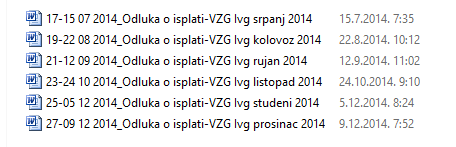 17-15 07 2014_Odluka o isplati-VZG lvg srpanj 2014 15.7.2014. 7:35
19-22 08 2014_Odluka o isplati-VZG lvg kolovoz 2014 22.8.2014. 10:12
21-12 09 2014_Odluka o isplati-VZG lvg rujan 2014 12.9.2014. 11:02
23-24 10 2014_Odluka o isplati-VZG lvg listopad 2014 24.10.2014. 9:10
25-05 12 2014_Odluka o isplati-VZG lvg studeni 2014 5.12.2014. 8:24
27-09 12 2014_Odluka o isplati-VZG lvg prosinac 2014 9.12.2014. 7:52